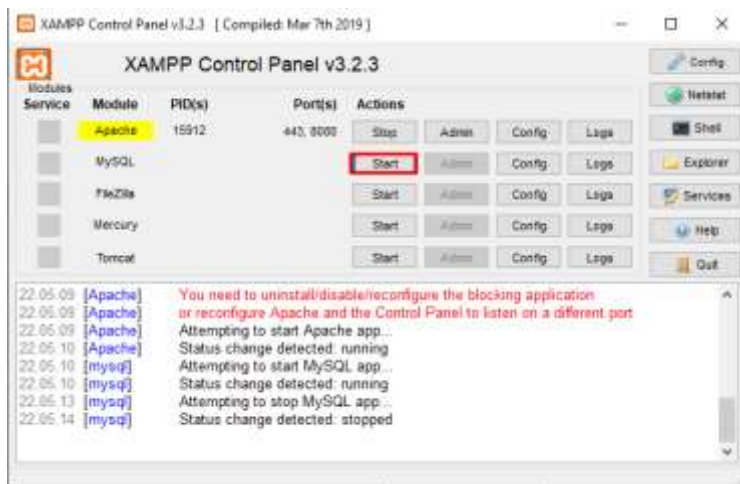 XAMPP Control Panel v3.2.3 [ Compiled: Mar 7th 2019 ]
XAMPP Control Panel v3.2.3
Config
Modules
Service Module PID(s) Port(s) Actions
Netstat
Apache 15912 443, 8080 Stop Admin Config Logs
Shell
MySQL Start Admin Config Logs
Explorer
FileZilla Start Admin Config Logs
Services
Mercury Start Admin Config Logs
Help
Tomcat Start Admin Config Logs
Quit
22.05.09 [Apache] You need to uninstall/disable/reconfigure the blocking application
22.05.09 [Apache] or reconfigure Apache and the Control Panel to listen on a different port
22.05.09 [Apache] Attempting to start Apache app...
22.05.10 [Apache] Status change detected: running
22.05.10 [mysql] Attempting to start MySQL app...
22.05.10 [mysql] Status change detected: running
22.05.13 [mysql] Attempting to stop MySQL app...
22.05.14 [mysql] Status change detected: stopped